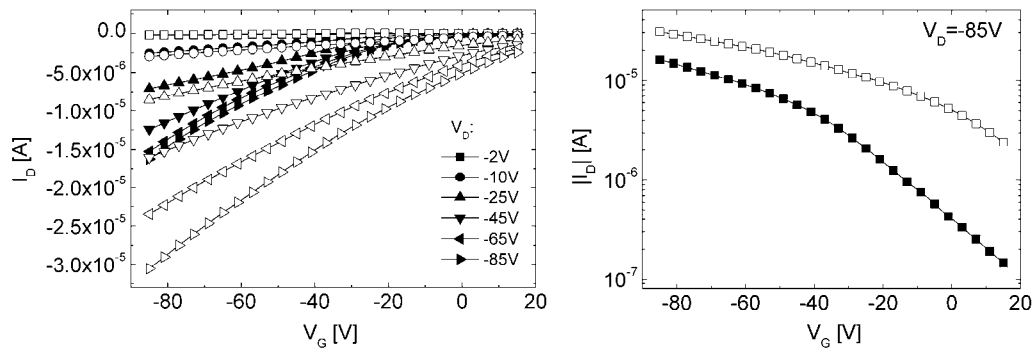 0.0
-5.0x10⁻⁶
-1.0x10⁻⁵
-1.5x10⁻⁵
-2.0x10⁻⁵
-2.5x10⁻⁵
-3.0x10⁻⁵
I_D [A]
V_D:
-2V
-10V
-25V
-45V
-65V
-85V
-80 -60 -40 -20 0 20
V_G [V]
V_D=-85V
10⁻⁵
10⁻⁶
10⁻⁷
|I_D| [A]
-80 -60 -40 -20 0 20
V_G [V]